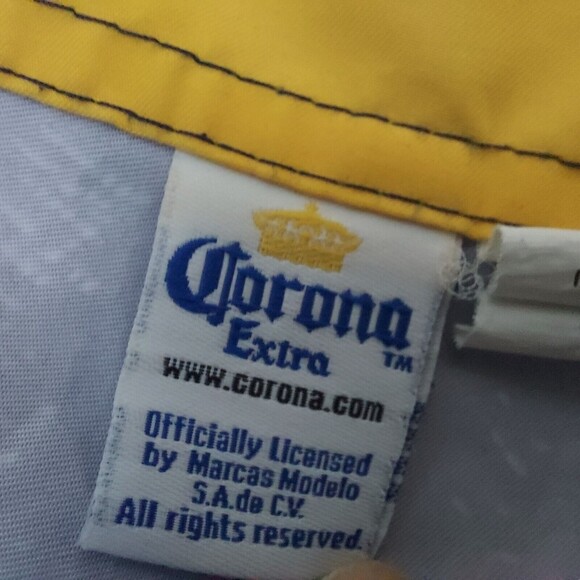 Corona
Extra ™
www.corona.com
Officially Licensed
by Marcas Modelo
S.A.de C.V.
All rights reserved.